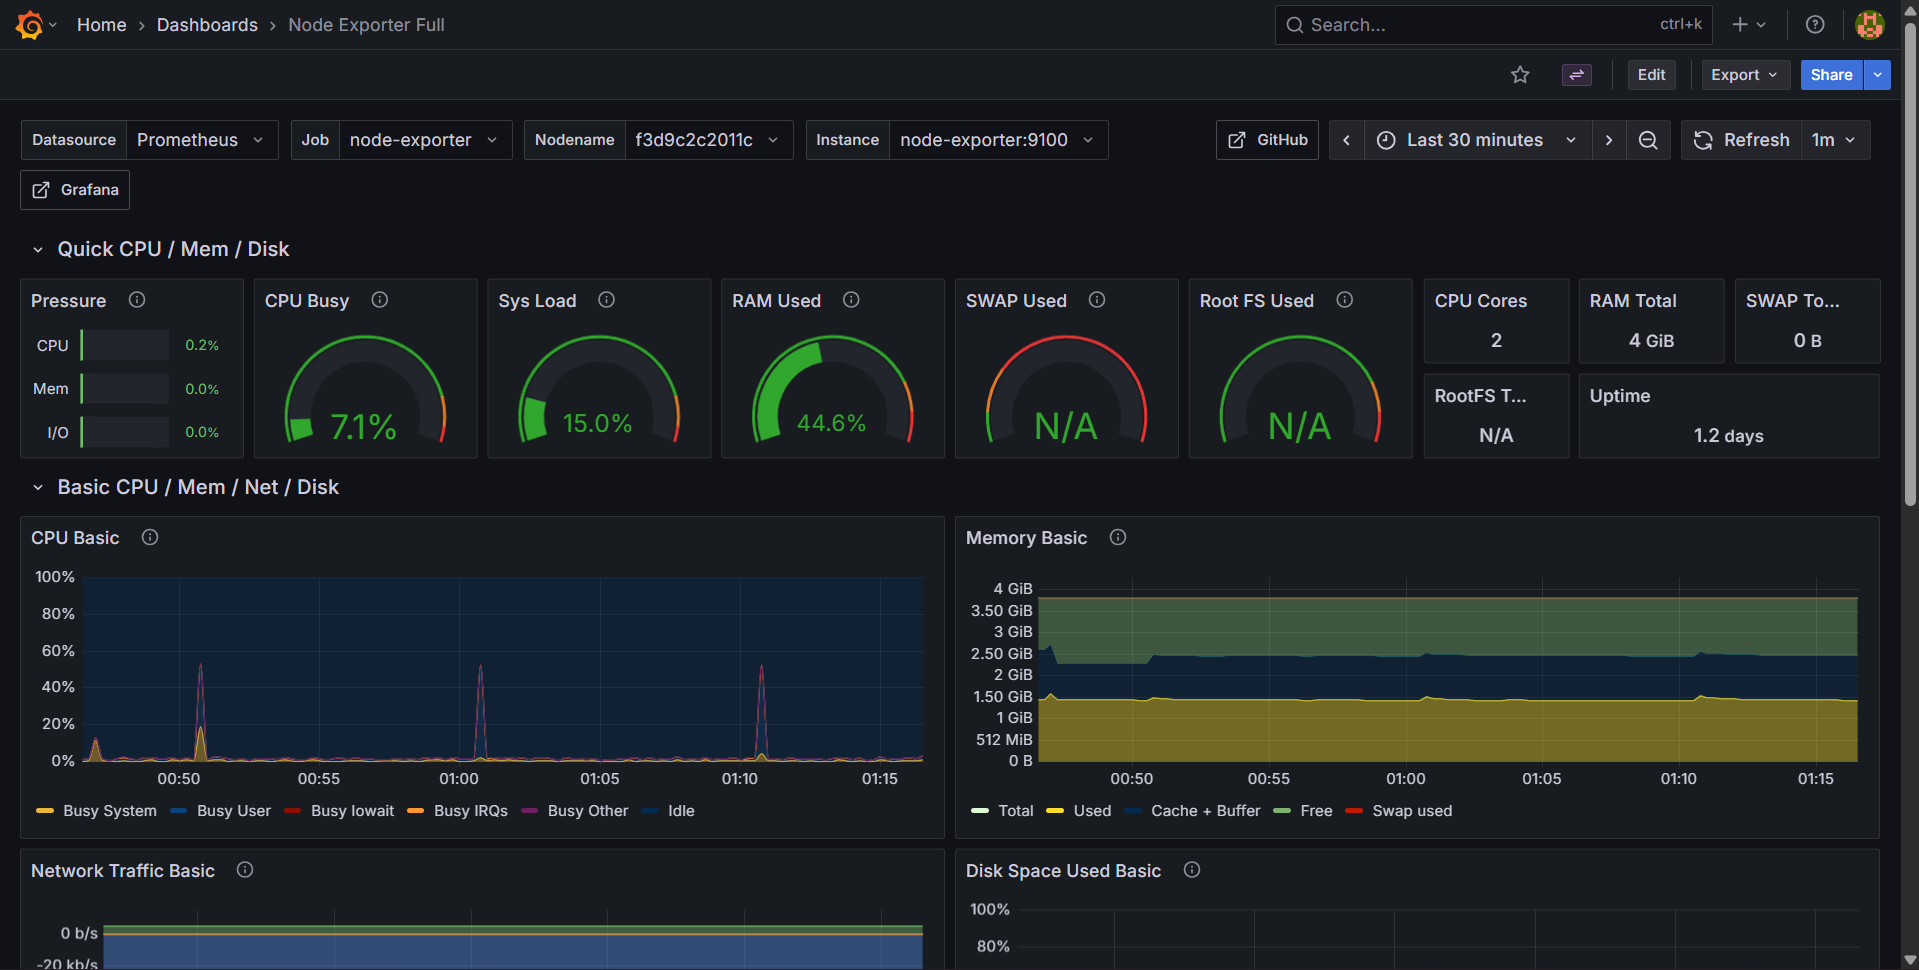 Home › Dashboards › Node Exporter Full
Search... ctrl+k
Edit Export Share
Datasource Prometheus Job node-exporter Nodename f3d9c2c2011c Instance node-exporter:9100 GitHub Last 30 minutes Refresh 1m
Grafana
Quick CPU / Mem / Disk
Pressure
CPU 0.2%
Mem 0.0%
I/O 0.0%
CPU Busy
7.1%
Sys Load
15.0%
RAM Used
44.6%
SWAP Used
N/A
Root FS Used
N/A
CPU Cores
2
RAM Total
4 GiB
SWAP To...
0 B
RootFS T...
N/A
Uptime
1.2 days
Basic CPU / Mem / Net / Disk
CPU Basic
100%
80%
60%
40%
20%
0%
00:50 00:55 01:00 01:05 01:10 01:15
Busy System Busy User Busy Iowait Busy IRQs Busy Other Idle
Memory Basic
4 GiB
3.50 GiB
3 GiB
2.50 GiB
2 GiB
1.50 GiB
1 GiB
512 MiB
0 B
00:50 00:55 01:00 01:05 01:10 01:15
Total Used Cache + Buffer Free Swap used
Network Traffic Basic
0 b/s
-20 kb/s
Disk Space Used Basic
100%
80%